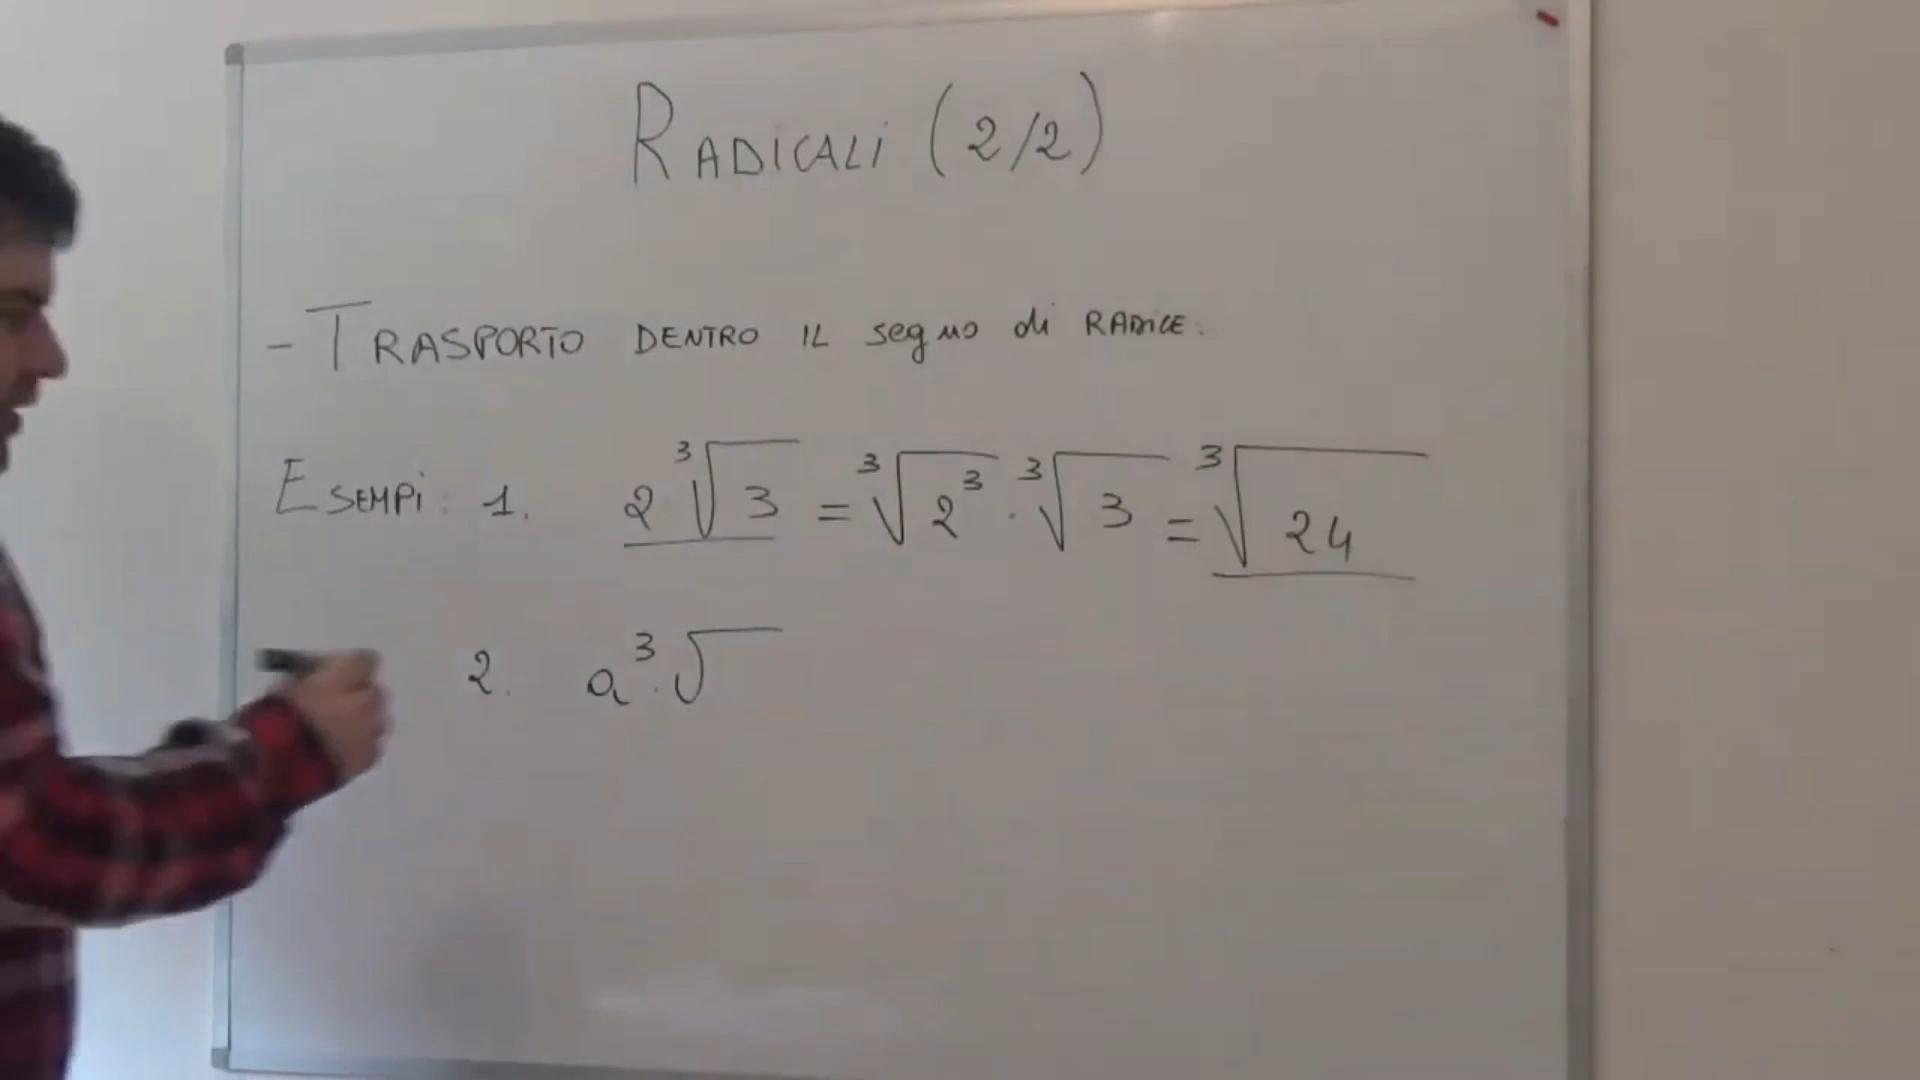 RADICALI (2/2)
- TRASPORTO DENTRO IL segno di RADICE:
ESEMPI: 1. 2∛3 = ∛2³ · ∛3 = ∛24
2. a³ · √